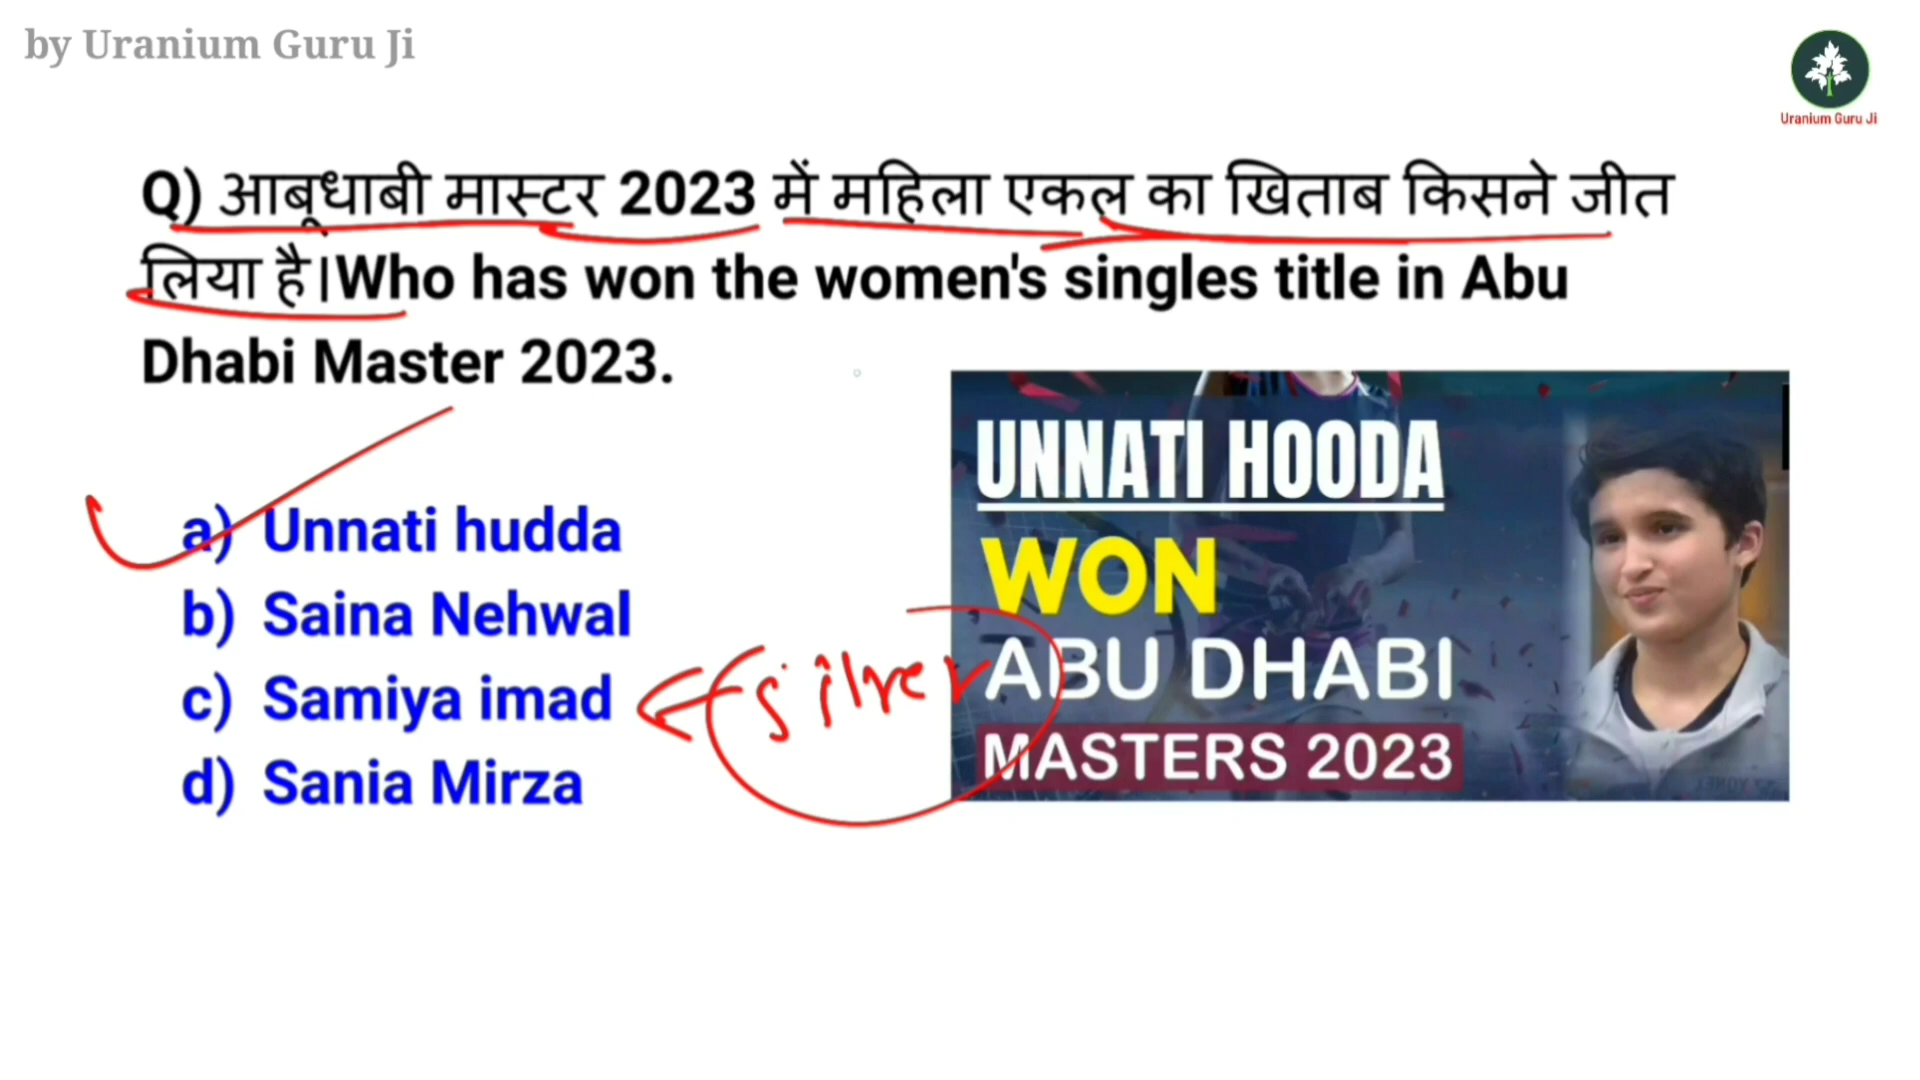 by Uranium Guru Ji
Uranium Guru Ji
Q) आबूधाबी मास्टर 2023 में महिला एकल का खिताब किसने जीत
लिया है।Who has won the women's singles title in Abu
Dhabi Master 2023.
a) Unnati hudda
b) Saina Nehwal
c) Samiya imad
d) Sania Mirza
silver
UNNATI HOODA
WON
ABU DHABI
MASTERS 2023